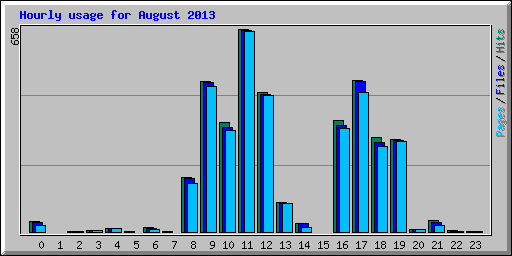 Hourly usage for August 2013
658
Pages / Files / Hits
0 1 2 3 4 5 6 7 8 9 10 11 12 13 14 15 16 17 18 19 20 21 22 23